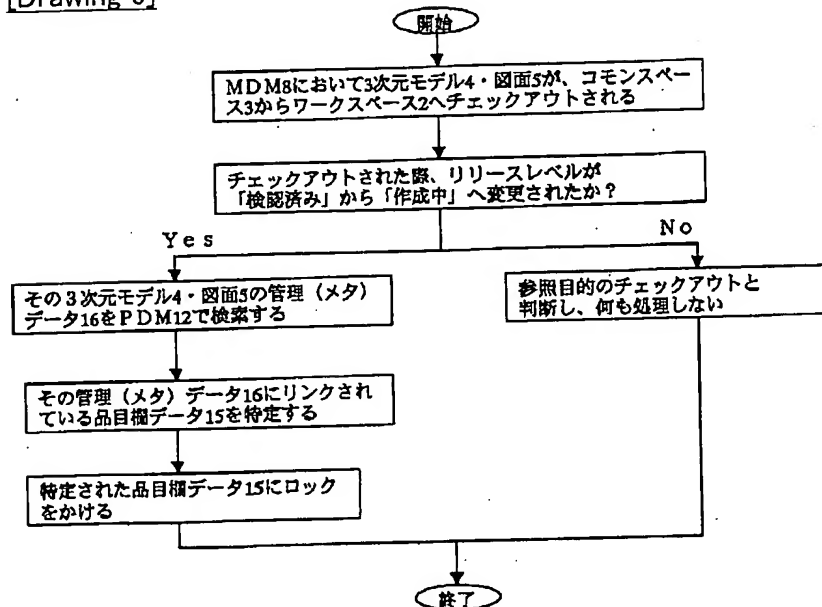 開始
MDM8において3次元モデル4・図面5が、コモンスペー
ス3からワークスペース2へチェックアウトされる
チェックアウトされた際、リリースレベルが
「検認済み」から「作成中」へ変更されたか？
Yes
No
その３次元モデル4・図面5の管理（メタ）
データ16をＰＤＭ12で検索する
参照目的のチェックアウトと
判断し、何も処理しない
その管理（メタ）データ16にリンクされ
ている品目欄データ15を特定する
特定された品目欄データ15にロック
をかける
終了